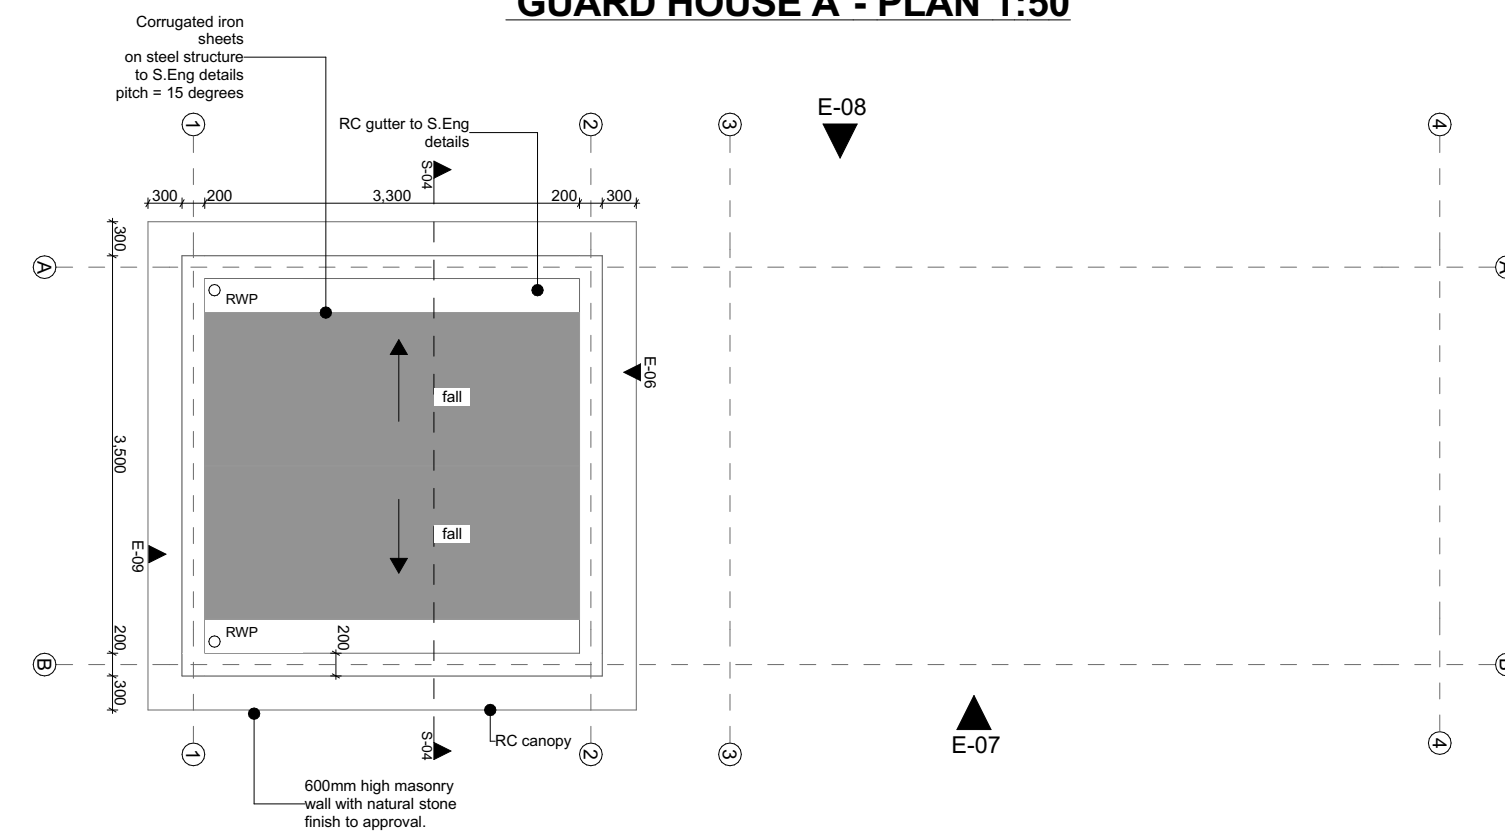 GUARD HOUSE A - PLAN 1:50
Corrugated iron
sheets
on steel structure
to S.Eng details
pitch = 15 degrees
RC gutter to S.Eng
details
E-08
1
2
3
4
S-04
300
200
3,300
200
300
300
A
A
RWP
E-06
fall
3,500
fall
E-09
RWP
200
200
B
300
RC canopy
S-04
E-07
1
2
3
4
600mm high masonry
wall with natural stone
finish to approval.